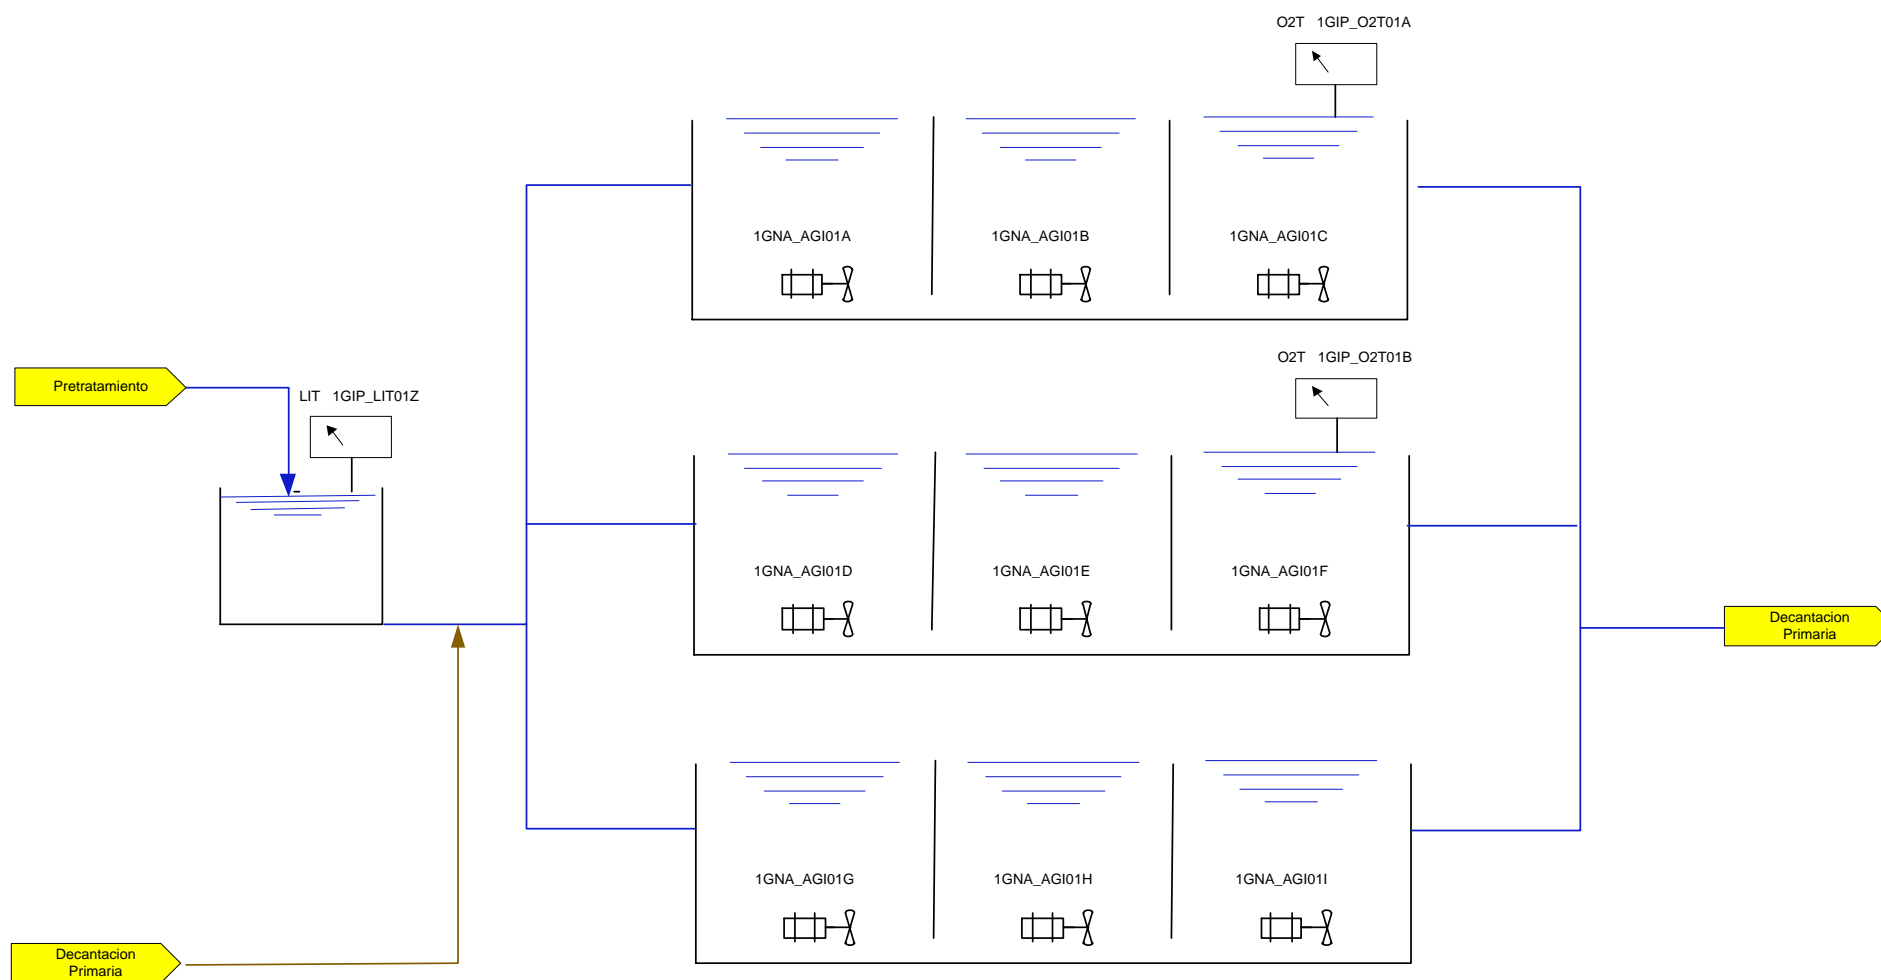 O2T 1GIP_O2T01A
1GNA_AGI01A
1GNA_AGI01B
1GNA_AGI01C
Pretratamiento
LIT 1GIP_LIT01Z
O2T 1GIP_O2T01B
1GNA_AGI01D
1GNA_AGI01E
1GNA_AGI01F
Decantacion
Primaria
1GNA_AGI01G
1GNA_AGI01H
1GNA_AGI01I
Decantacion
Primaria